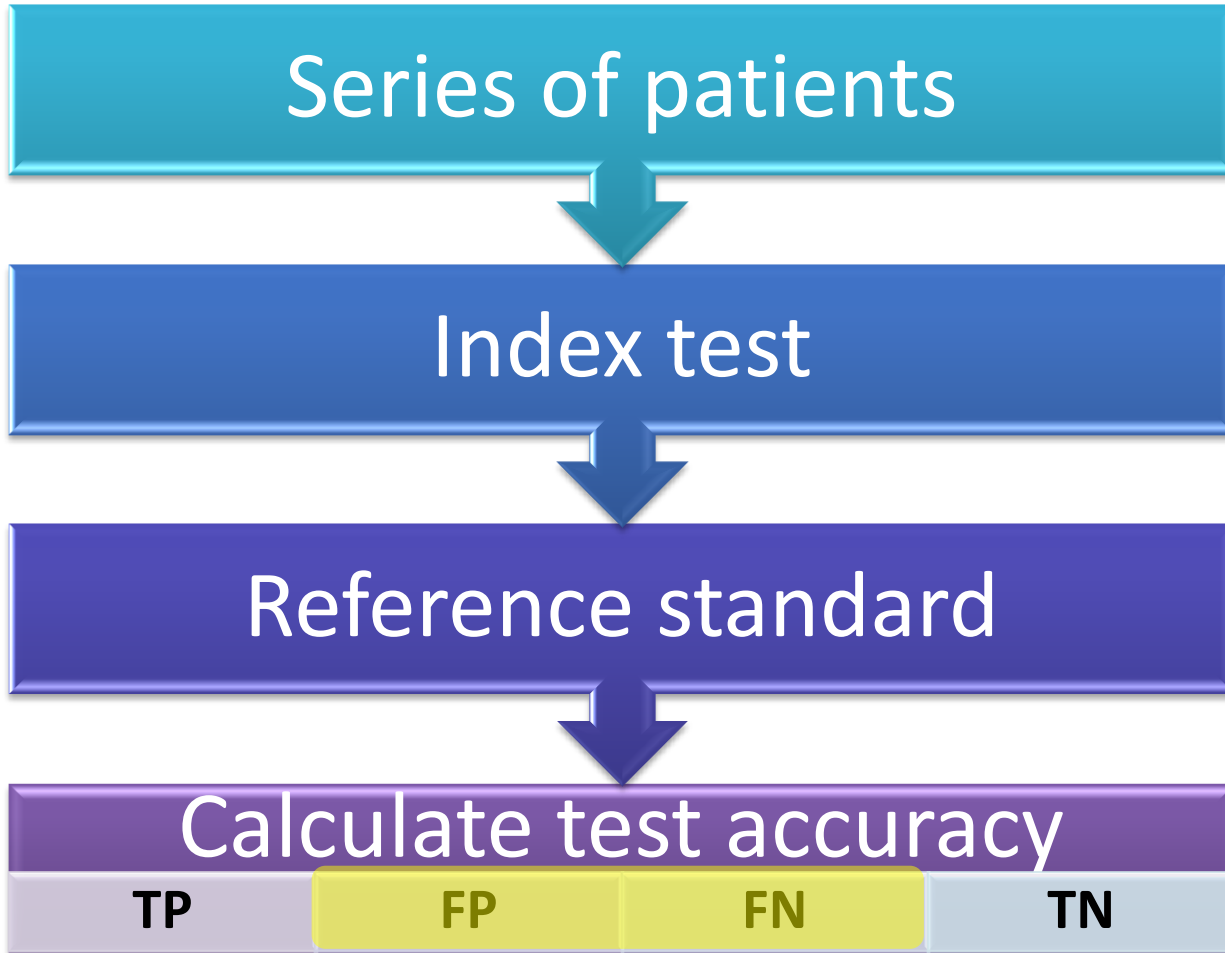 Series of patients
Index test
Reference standard
Calculate test accuracy
TP FP FN TN